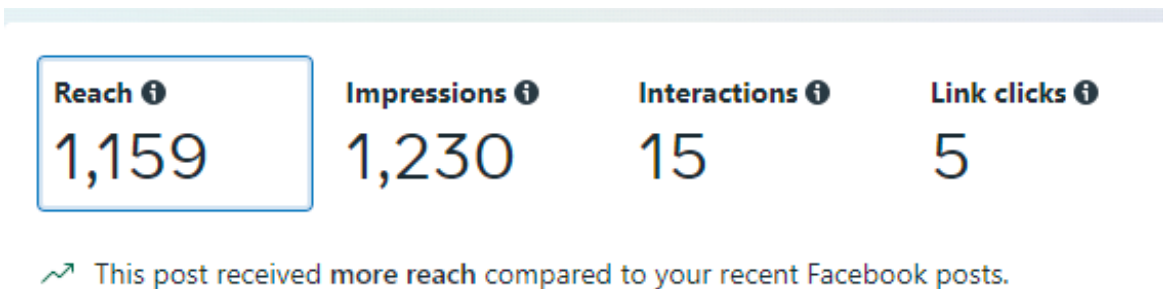 Reach Impressions Interactions Link clicks
1,159 1,230 15 5
This post received more reach compared to your recent Facebook posts.